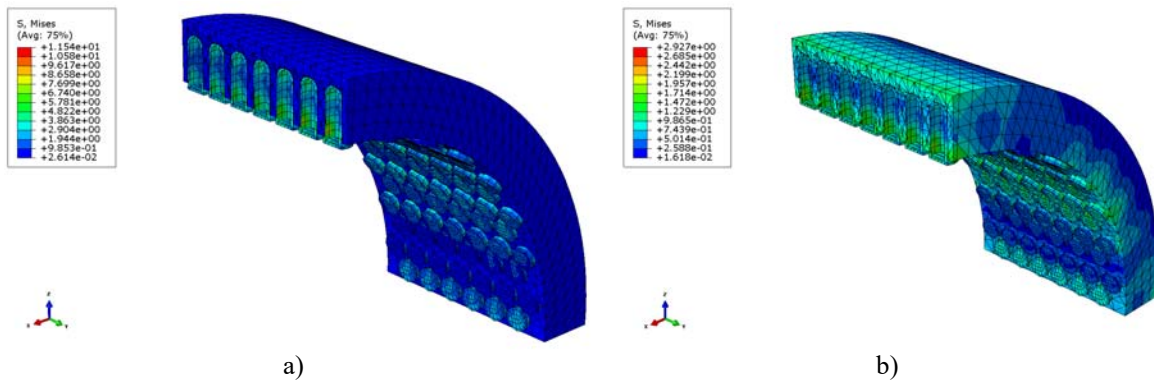 S, Mises
(Avg: 75%)
+1.154e+01
+1.058e+01
+9.617e+00
+8.658e+00
+7.699e+00
+6.740e+00
+5.781e+00
+4.822e+00
+3.863e+00
+2.904e+00
+1.944e+00
+9.853e-01
+2.614e-02
Z
X
Y
a)
S, Mises
(Avg: 75%)
+2.927e+00
+2.685e+00
+2.442e+00
+2.199e+00
+1.957e+00
+1.714e+00
+1.472e+00
+1.229e+00
+9.865e-01
+7.439e-01
+5.014e-01
+2.588e-01
+1.618e-02
Z
X
Y
b)